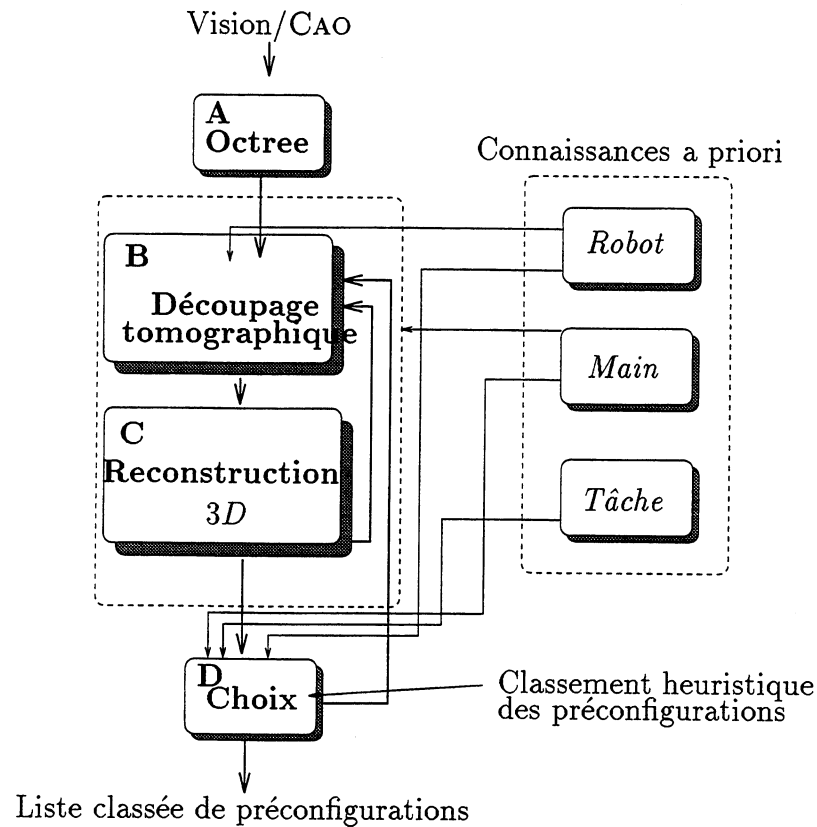 Vision/CAO
A
Octree
Connaissances a priori
B
Découpage
tomographique
Robot
Main
C
Reconstruction
3D
Tâche
D
Choix
Classement heuristique
des préconfigurations
Liste classée de préconfigurations